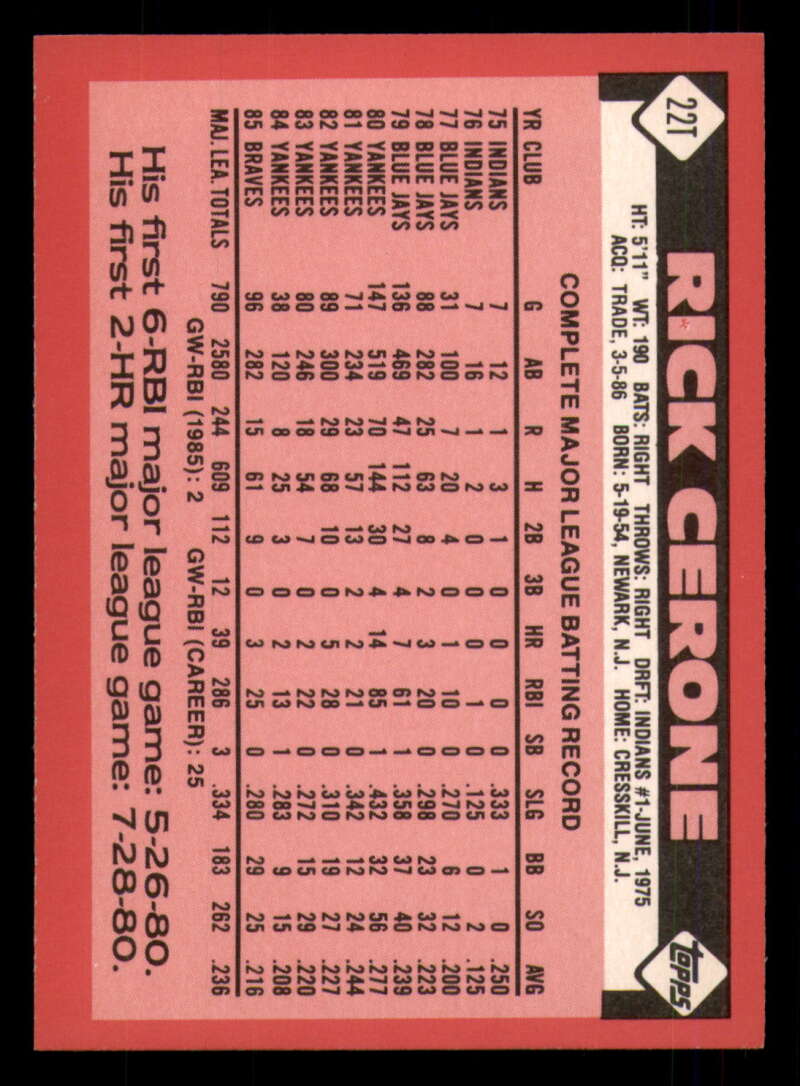 22T
RICK CERONE
topps
HT: 5'11" WT: 190 BATS: RIGHT THROWS: RIGHT DRFT: INDIANS #1-JUNE, 1975
ACQ: TRADE, 3-5-86 BORN: 5-19-54, NEWARK, N.J. HOME: CRESSKILL, N.J.
COMPLETE MAJOR LEAGUE BATTING RECORD
YR CLUB G AB R H 2B 3B HR RBI SB SLG BB SO AVG
75 INDIANS 7 12 1 3 1 0 0 0 0 .333 1 0 .250
76 INDIANS 7 16 1 2 0 0 0 1 0 .125 0 2 .125
77 BLUE JAYS 31 100 7 20 4 0 1 10 0 .270 6 12 .200
78 BLUE JAYS 88 282 25 63 8 2 3 20 0 .298 23 32 .223
79 BLUE JAYS 136 469 47 112 27 4 7 61 1 .358 37 40 .239
80 YANKEES 147 519 70 144 30 4 14 85 1 .432 32 56 .277
81 YANKEES 71 234 23 57 13 2 2 21 0 .342 12 24 .244
82 YANKEES 89 300 29 68 10 0 5 28 0 .310 19 27 .227
83 YANKEES 80 246 18 54 7 0 2 22 0 .272 15 29 .220
84 YANKEES 38 120 8 25 3 0 2 13 1 .283 9 15 .208
85 BRAVES 96 282 15 61 9 0 3 25 0 .280 29 25 .216
MAJ. LEA. TOTALS 790 2580 244 609 112 12 39 286 3 .334 183 262 .236
GW-RBI (1985): 2 GW-RBI (CAREER): 25
His first 6-RBI major league game: 5-26-80.
His first 2-HR major league game: 7-28-80.